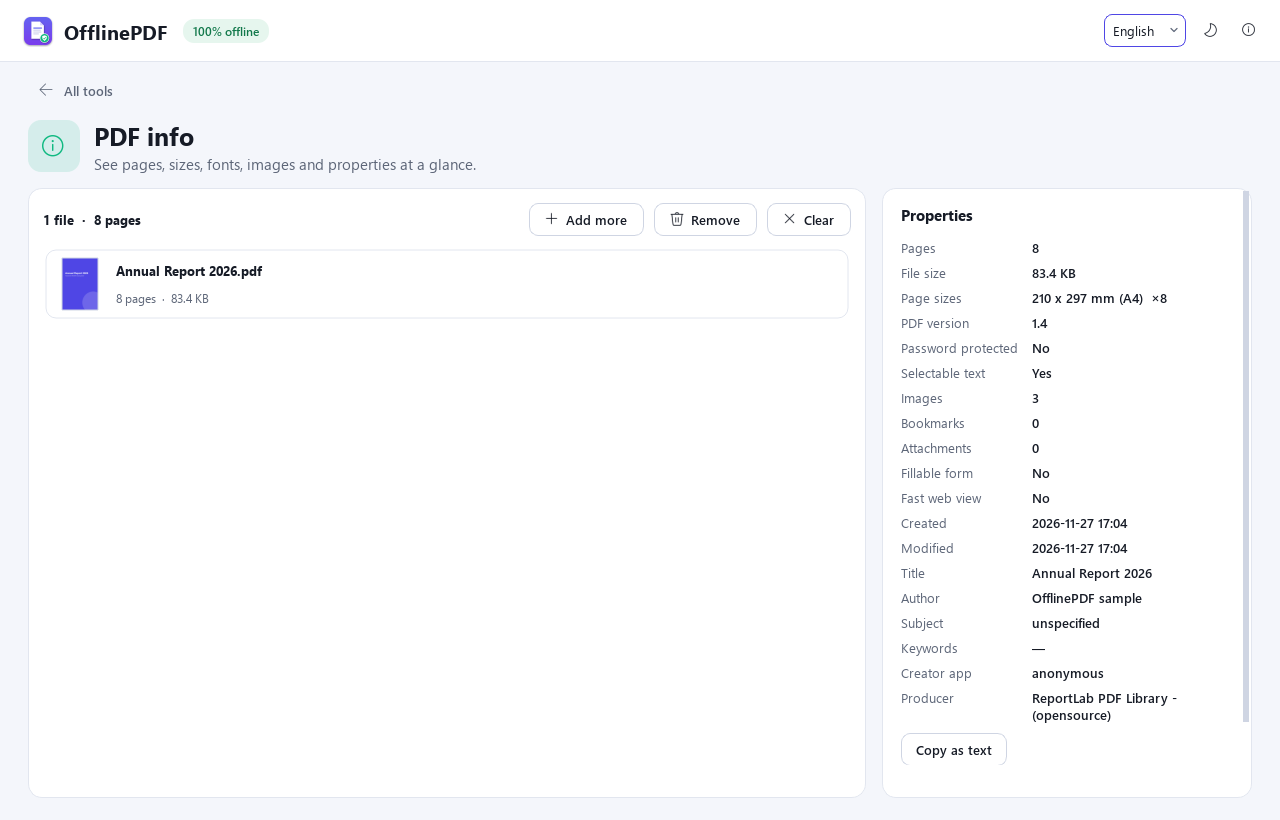 OfflinePDF
100% offline
English
All tools
PDF info
See pages, sizes, fonts, images and properties at a glance.
1 file · 8 pages
Add more
Remove
Clear
Annual Report 2026.pdf
8 pages · 83.4 KB
Properties
Pages 8
File size 83.4 KB
Page sizes 210 x 297 mm (A4) ×8
PDF version 1.4
Password protected No
Selectable text Yes
Images 3
Bookmarks 0
Attachments 0
Fillable form No
Fast web view No
Created 2026-11-27 17:04
Modified 2026-11-27 17:04
Title Annual Report 2026
Author OfflinePDF sample
Subject unspecified
Keywords —
Creator app anonymous
Producer ReportLab PDF Library -
(opensource)
Copy as text